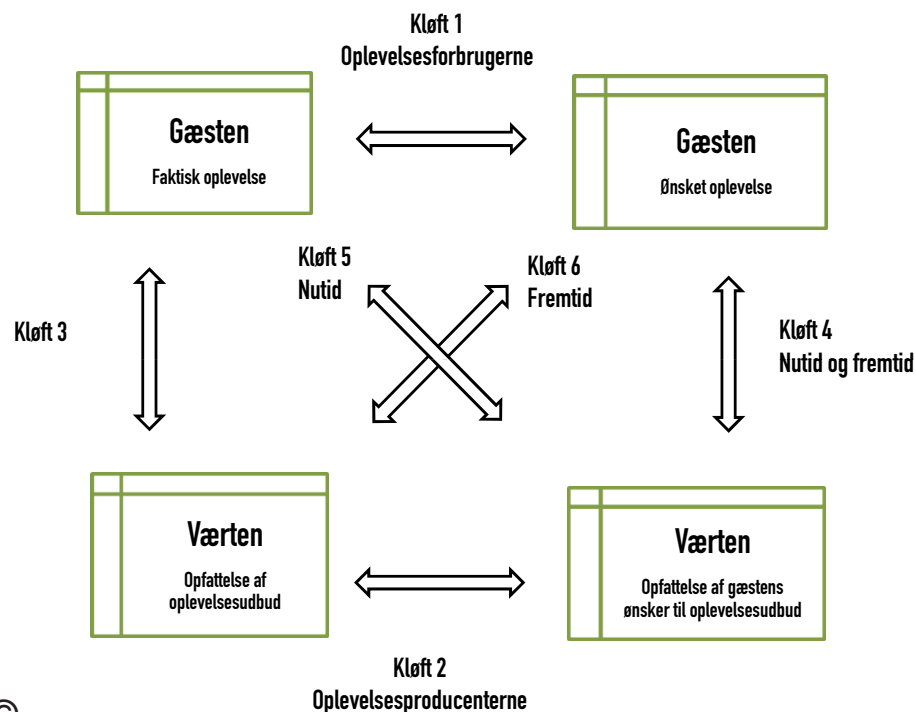 Kløft 1
Oplevelsesforbrugerne
Gæsten
Faktisk oplevelse
Gæsten
Ønsket oplevelse
Kløft 5
Nutid
Kløft 6
Fremtid
Kløft 3
Kløft 4
Nutid og fremtid
Værten
Opfattelse af
oplevelsesudbud
Værten
Opfattelse af gæstens
ønsker til oplevelsesudbud
Kløft 2
Oplevelsesproducenterne